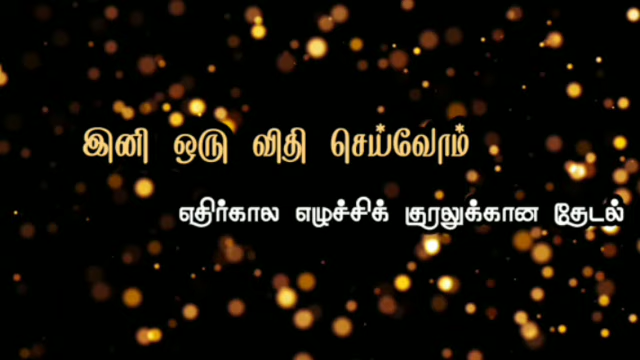 இனி ஒரு விதி செய்வோம்
எதிர்கால எழுச்சிக் குரலுக்கான தேடல்